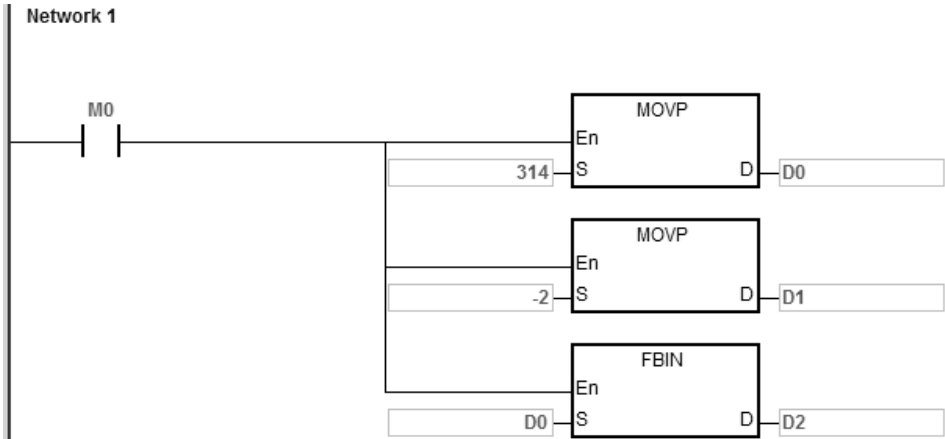 Network 1
M0
MOVP
En
314 S D D0
MOVP
En
-2 S D D1
FBIN
En
D0 S D D2